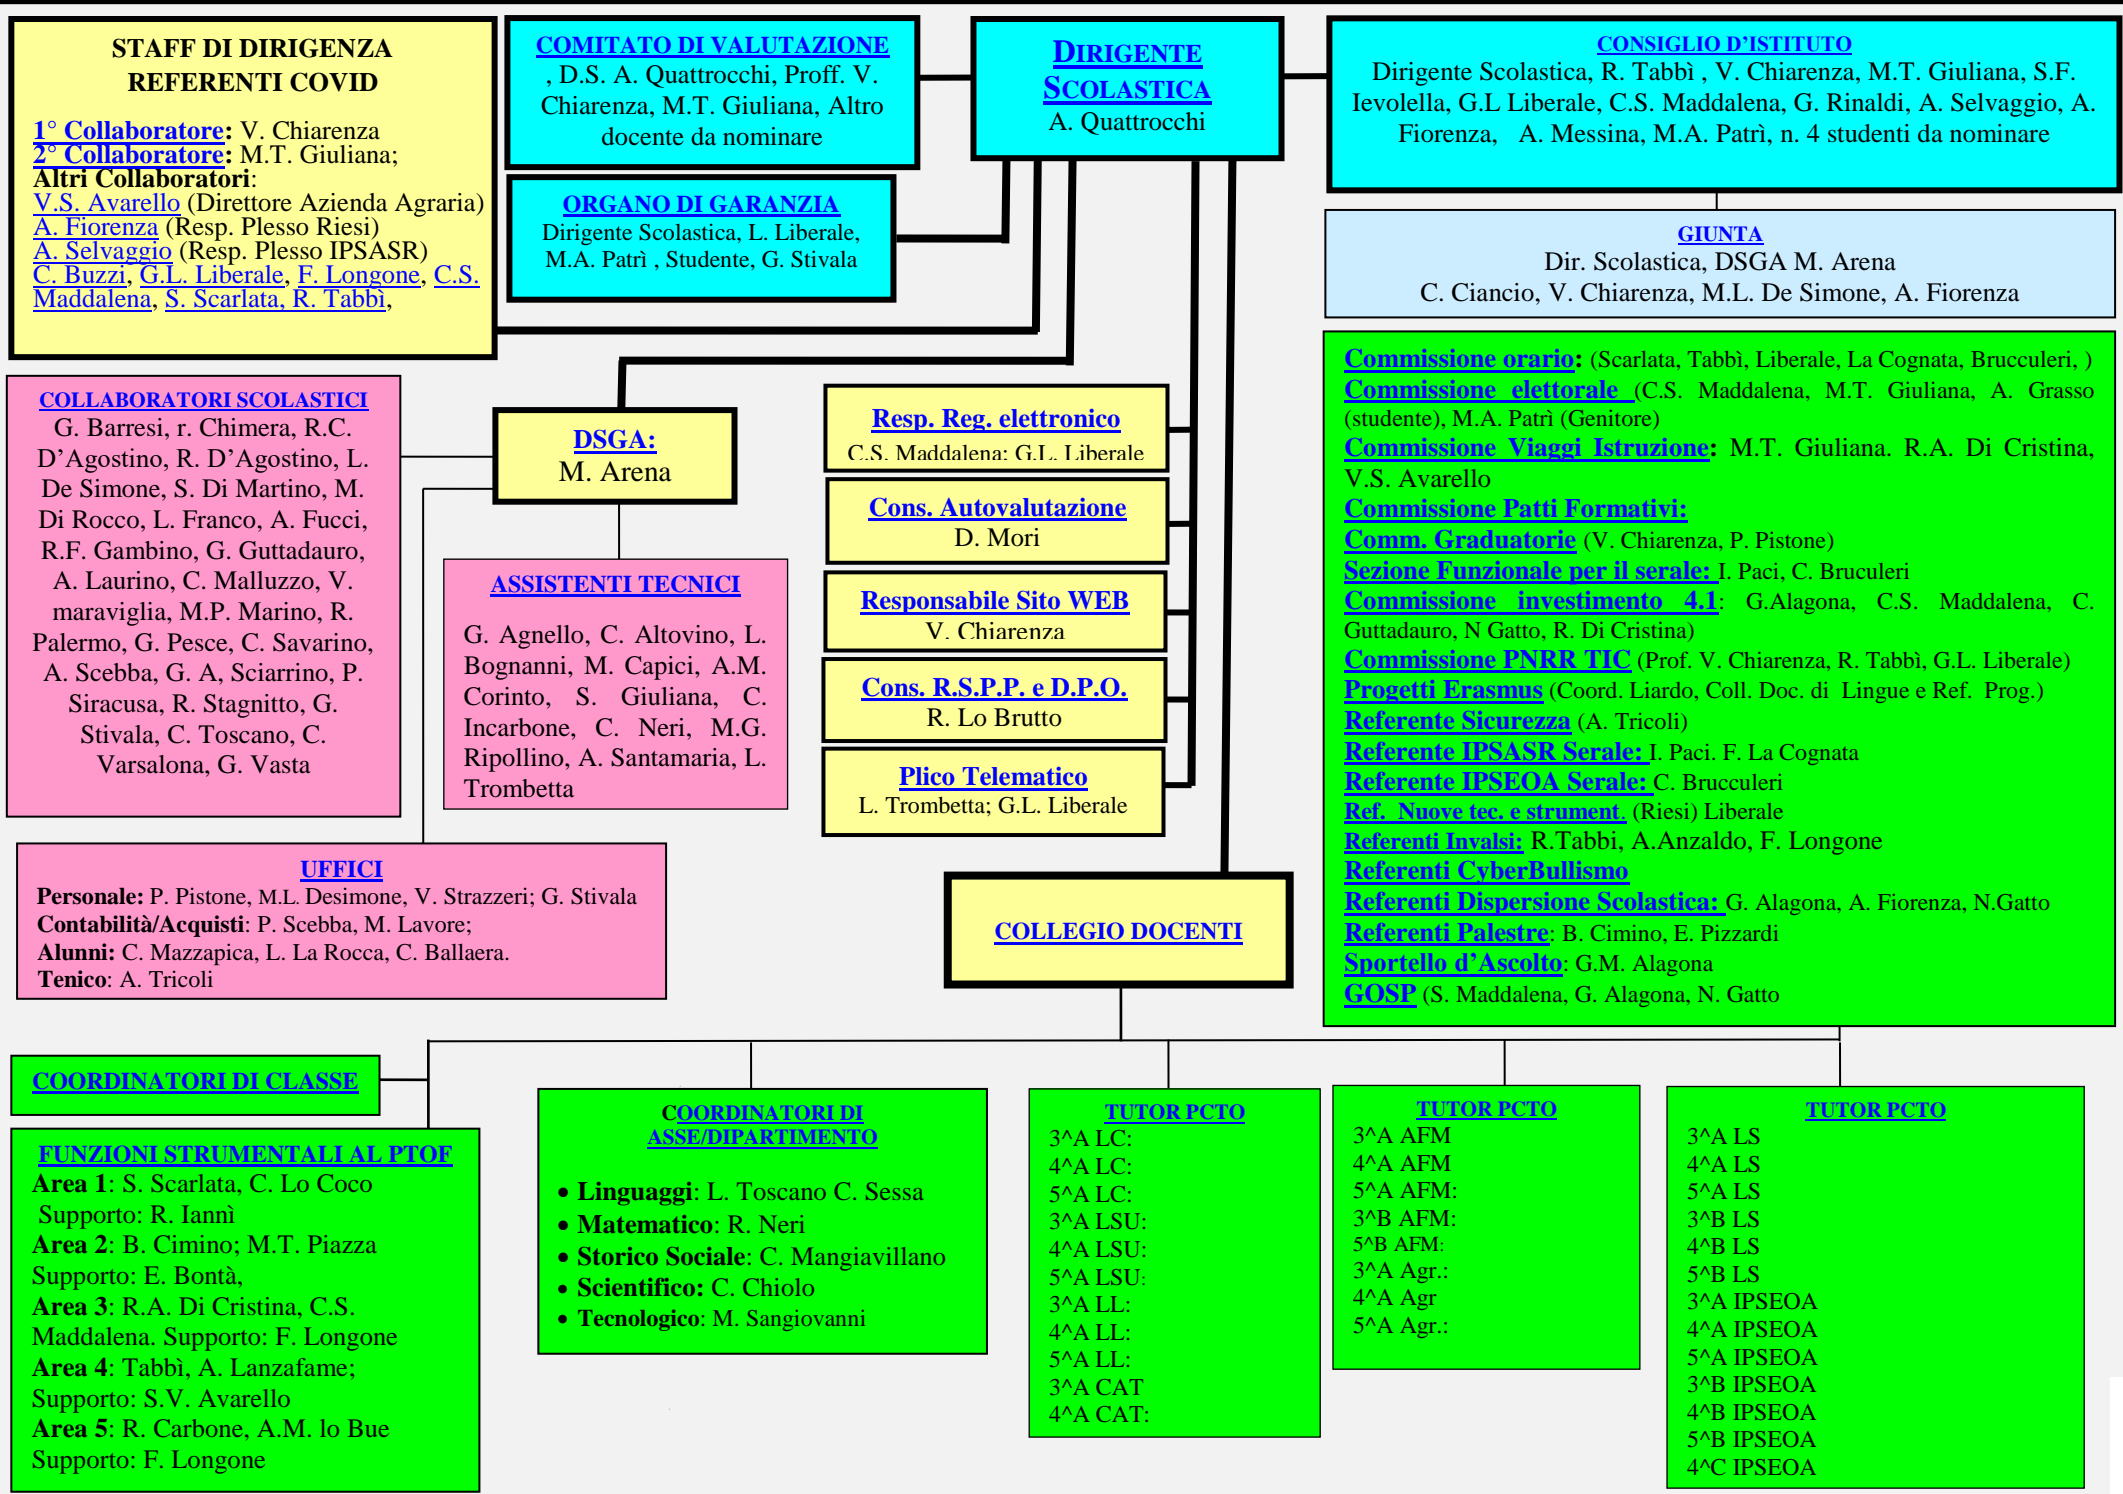 STAFF DI DIRIGENZA
REFERENTI COVID
1° Collaboratore: V. Chiarenza
2° Collaboratore: M.T. Giuliana;
Altri Collaboratori:
V.S. Avarello (Direttore Azienda Agraria)
A. Fiorenza (Resp. Plesso Riesi)
A. Selvaggio (Resp. Plesso IPSASR)
C. Buzzi, G.L. Liberale, F. Longone, C.S.
Maddalena, S. Scarlata, R. Tabbì,
COMITATO DI VALUTAZIONE
, D.S. A. Quattrocchi, Proff. V.
Chiarenza, M.T. Giuliana, Altro
docente da nominare
ORGANO DI GARANZIA
Dirigente Scolastica, L. Liberale,
M.A. Patrì , Studente, G. Stivala
DIRIGENTE
SCOLASTICA
A. Quattrocchi
CONSIGLIO D'ISTITUTO
Dirigente Scolastica, R. Tabbì , V. Chiarenza, M.T. Giuliana, S.F.
Ievolella, G.L Liberale, C.S. Maddalena, G. Rinaldi, A. Selvaggio, A.
Fiorenza, A. Messina, M.A. Patrì, n. 4 studenti da nominare
GIUNTA
Dir. Scolastica, DSGA M. Arena
C. Ciancio, V. Chiarenza, M.L. De Simone, A. Fiorenza
COLLABORATORI SCOLASTICI
G. Barresi, r. Chimera, R.C.
D'Agostino, R. D'Agostino, L.
De Simone, S. Di Martino, M.
Di Rocco, L. Franco, A. Fucci,
R.F. Gambino, G. Guttadauro,
A. Laurino, C. Malluzzo, V.
maraviglia, M.P. Marino, R.
Palermo, G. Pesce, C. Savarino,
A. Scebba, G. A, Sciarrino, P.
Siracusa, R. Stagnitto, G.
Stivala, C. Toscano, C.
Varsalona, G. Vasta
DSGA:
M. Arena
ASSISTENTI TECNICI
G. Agnello, C. Altovino, L.
Bognanni, M. Capici, A.M.
Corinto, S. Giuliana, C.
Incarbone, C. Neri, M.G.
Ripollino, A. Santamaria, L.
Trombetta
Resp. Reg. elettronico
C.S. Maddalena; G.L. Liberale
Cons. Autovalutazione
D. Mori
Responsabile Sito WEB
V. Chiarenza
Cons. R.S.P.P. e D.P.O.
R. Lo Brutto
Plico Telematico
L. Trombetta; G.L. Liberale
Commissione orario: (Scarlata, Tabbì, Liberale, La Cognata, Brucculeri, )
Commissione elettorale (C.S. Maddalena, M.T. Giuliana, A. Grasso
(studente), M.A. Patrì (Genitore)
Commissione Viaggi Istruzione: M.T. Giuliana. R.A. Di Cristina,
V.S. Avarello
Commissione Patti Formativi:
Comm. Graduatorie (V. Chiarenza, P. Pistone)
Sezione Funzionale per il serale: I. Paci, C. Bruculeri
Commissione investimento 4.1: G.Alagona, C.S. Maddalena, C.
Guttadauro, N Gatto, R. Di Cristina)
Commissione PNRR TIC (Prof. V. Chiarenza, R. Tabbì, G.L. Liberale)
Progetti Erasmus (Coord. Liardo, Coll. Doc. di Lingue e Ref. Prog.)
Referente Sicurezza (A. Tricoli)
Referente IPSASR Serale: I. Paci. F. La Cognata
Referente IPSEOA Serale: C. Brucculeri
Ref. Nuove tec. e strument. (Riesi) Liberale
Referenti Invalsi: R.Tabbi, A.Anzaldo, F. Longone
Referenti CyberBullismo
Referenti Dispersione Scolastica: G. Alagona, A. Fiorenza, N.Gatto
Referenti Palestre: B. Cimino, E. Pizzardi
Sportello d'Ascolto: G.M. Alagona
GOSP (S. Maddalena, G. Alagona, N. Gatto
UFFICI
Personale: P. Pistone, M.L. Desimone, V. Strazzeri; G. Stivala
Contabilità/Acquisti: P. Scebba, M. Lavore;
Alunni: C. Mazzapica, L. La Rocca, C. Ballaera.
Tenico: A. Tricoli
COLLEGIO DOCENTI
COORDINATORI DI CLASSE
FUNZIONI STRUMENTALI AL PTOF
Area 1: S. Scarlata, C. Lo Coco
Supporto: R. Iannì
Area 2: B. Cimino; M.T. Piazza
Supporto: E. Bontà,
Area 3: R.A. Di Cristina, C.S.
Maddalena. Supporto: F. Longone
Area 4: Tabbì, A. Lanzafame;
Supporto: S.V. Avarello
Area 5: R. Carbone, A.M. lo Bue
Supporto: F. Longone
COORDINATORI DI
ASSE/DIPARTIMENTO
• Linguaggi: L. Toscano C. Sessa
• Matematico: R. Neri
• Storico Sociale: C. Mangiavillano
• Scientifico: C. Chiolo
• Tecnologico: M. Sangiovanni
TUTOR PCTO
3^A LC:
4^A LC:
5^A LC:
3^A LSU:
4^A LSU:
5^A LSU:
3^A LL:
4^A LL:
5^A LL:
3^A CAT
4^A CAT:
TUTOR PCTO
3^A AFM
4^A AFM
5^A AFM:
3^B AFM:
5^B AFM:
3^A Agr.:
4^A Agr
5^A Agr.:
TUTOR PCTO
3^A LS
4^A LS
5^A LS
3^B LS
4^B LS
5^B LS
3^A IPSEOA
4^A IPSEOA
5^A IPSEOA
3^B IPSEOA
4^B IPSEOA
5^B IPSEOA
4^C IPSEOA